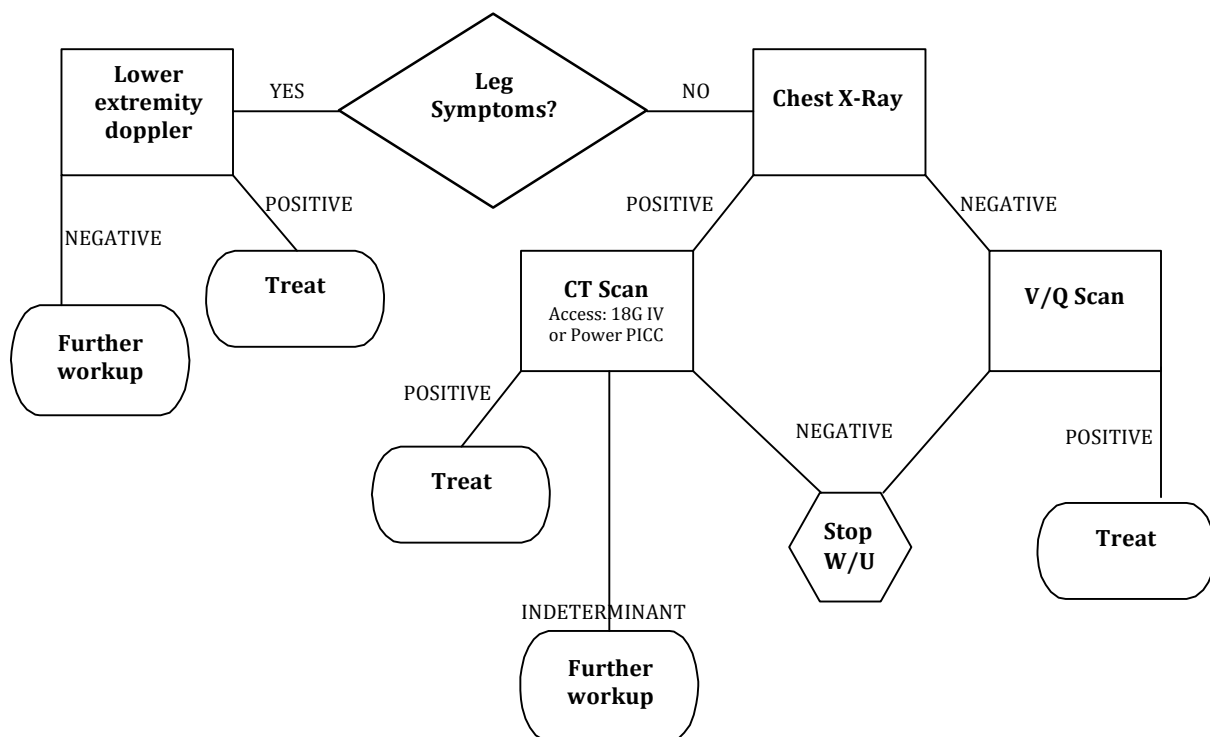 Lower
extremity
doppler
YES
Leg
Symptoms?
NO
Chest X-Ray
POSITIVE
NEGATIVE
Treat
Further
workup
POSITIVE
NEGATIVE
CT Scan
Access: 18G IV
or Power PICC
V/Q Scan
POSITIVE
NEGATIVE
POSITIVE
Treat
Stop
W/U
Treat
INDETERMINANT
Further
workup